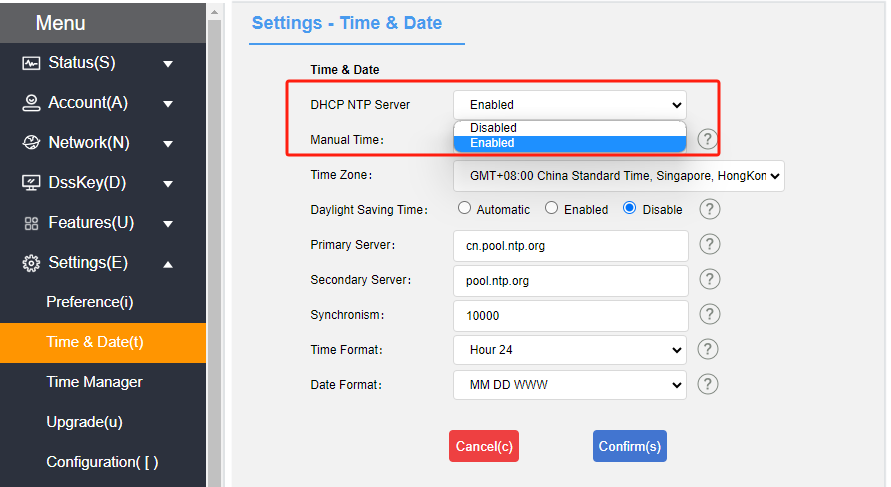 Menu
Status(S)
Account(A)
Network(N)
DssKey(D)
Features(U)
Settings(E)
Preference(i)
Time & Date(t)
Time Manager
Upgrade(u)
Configuration( [ )
Settings - Time & Date
Time & Date
DHCP NTP Server Enabled
Disabled
Enabled
Manual Time: ?
Time Zone: GMT+08:00 China Standard Time, Singapore, HongKon
Daylight Saving Time: Automatic Enabled Disable ?
Primary Server: cn.pool.ntp.org ?
Secondary Server: pool.ntp.org ?
Synchronism: 10000 ?
Time Format: Hour 24 ?
Date Format: MM DD WWW ?
Cancel(c) Confirm(s)